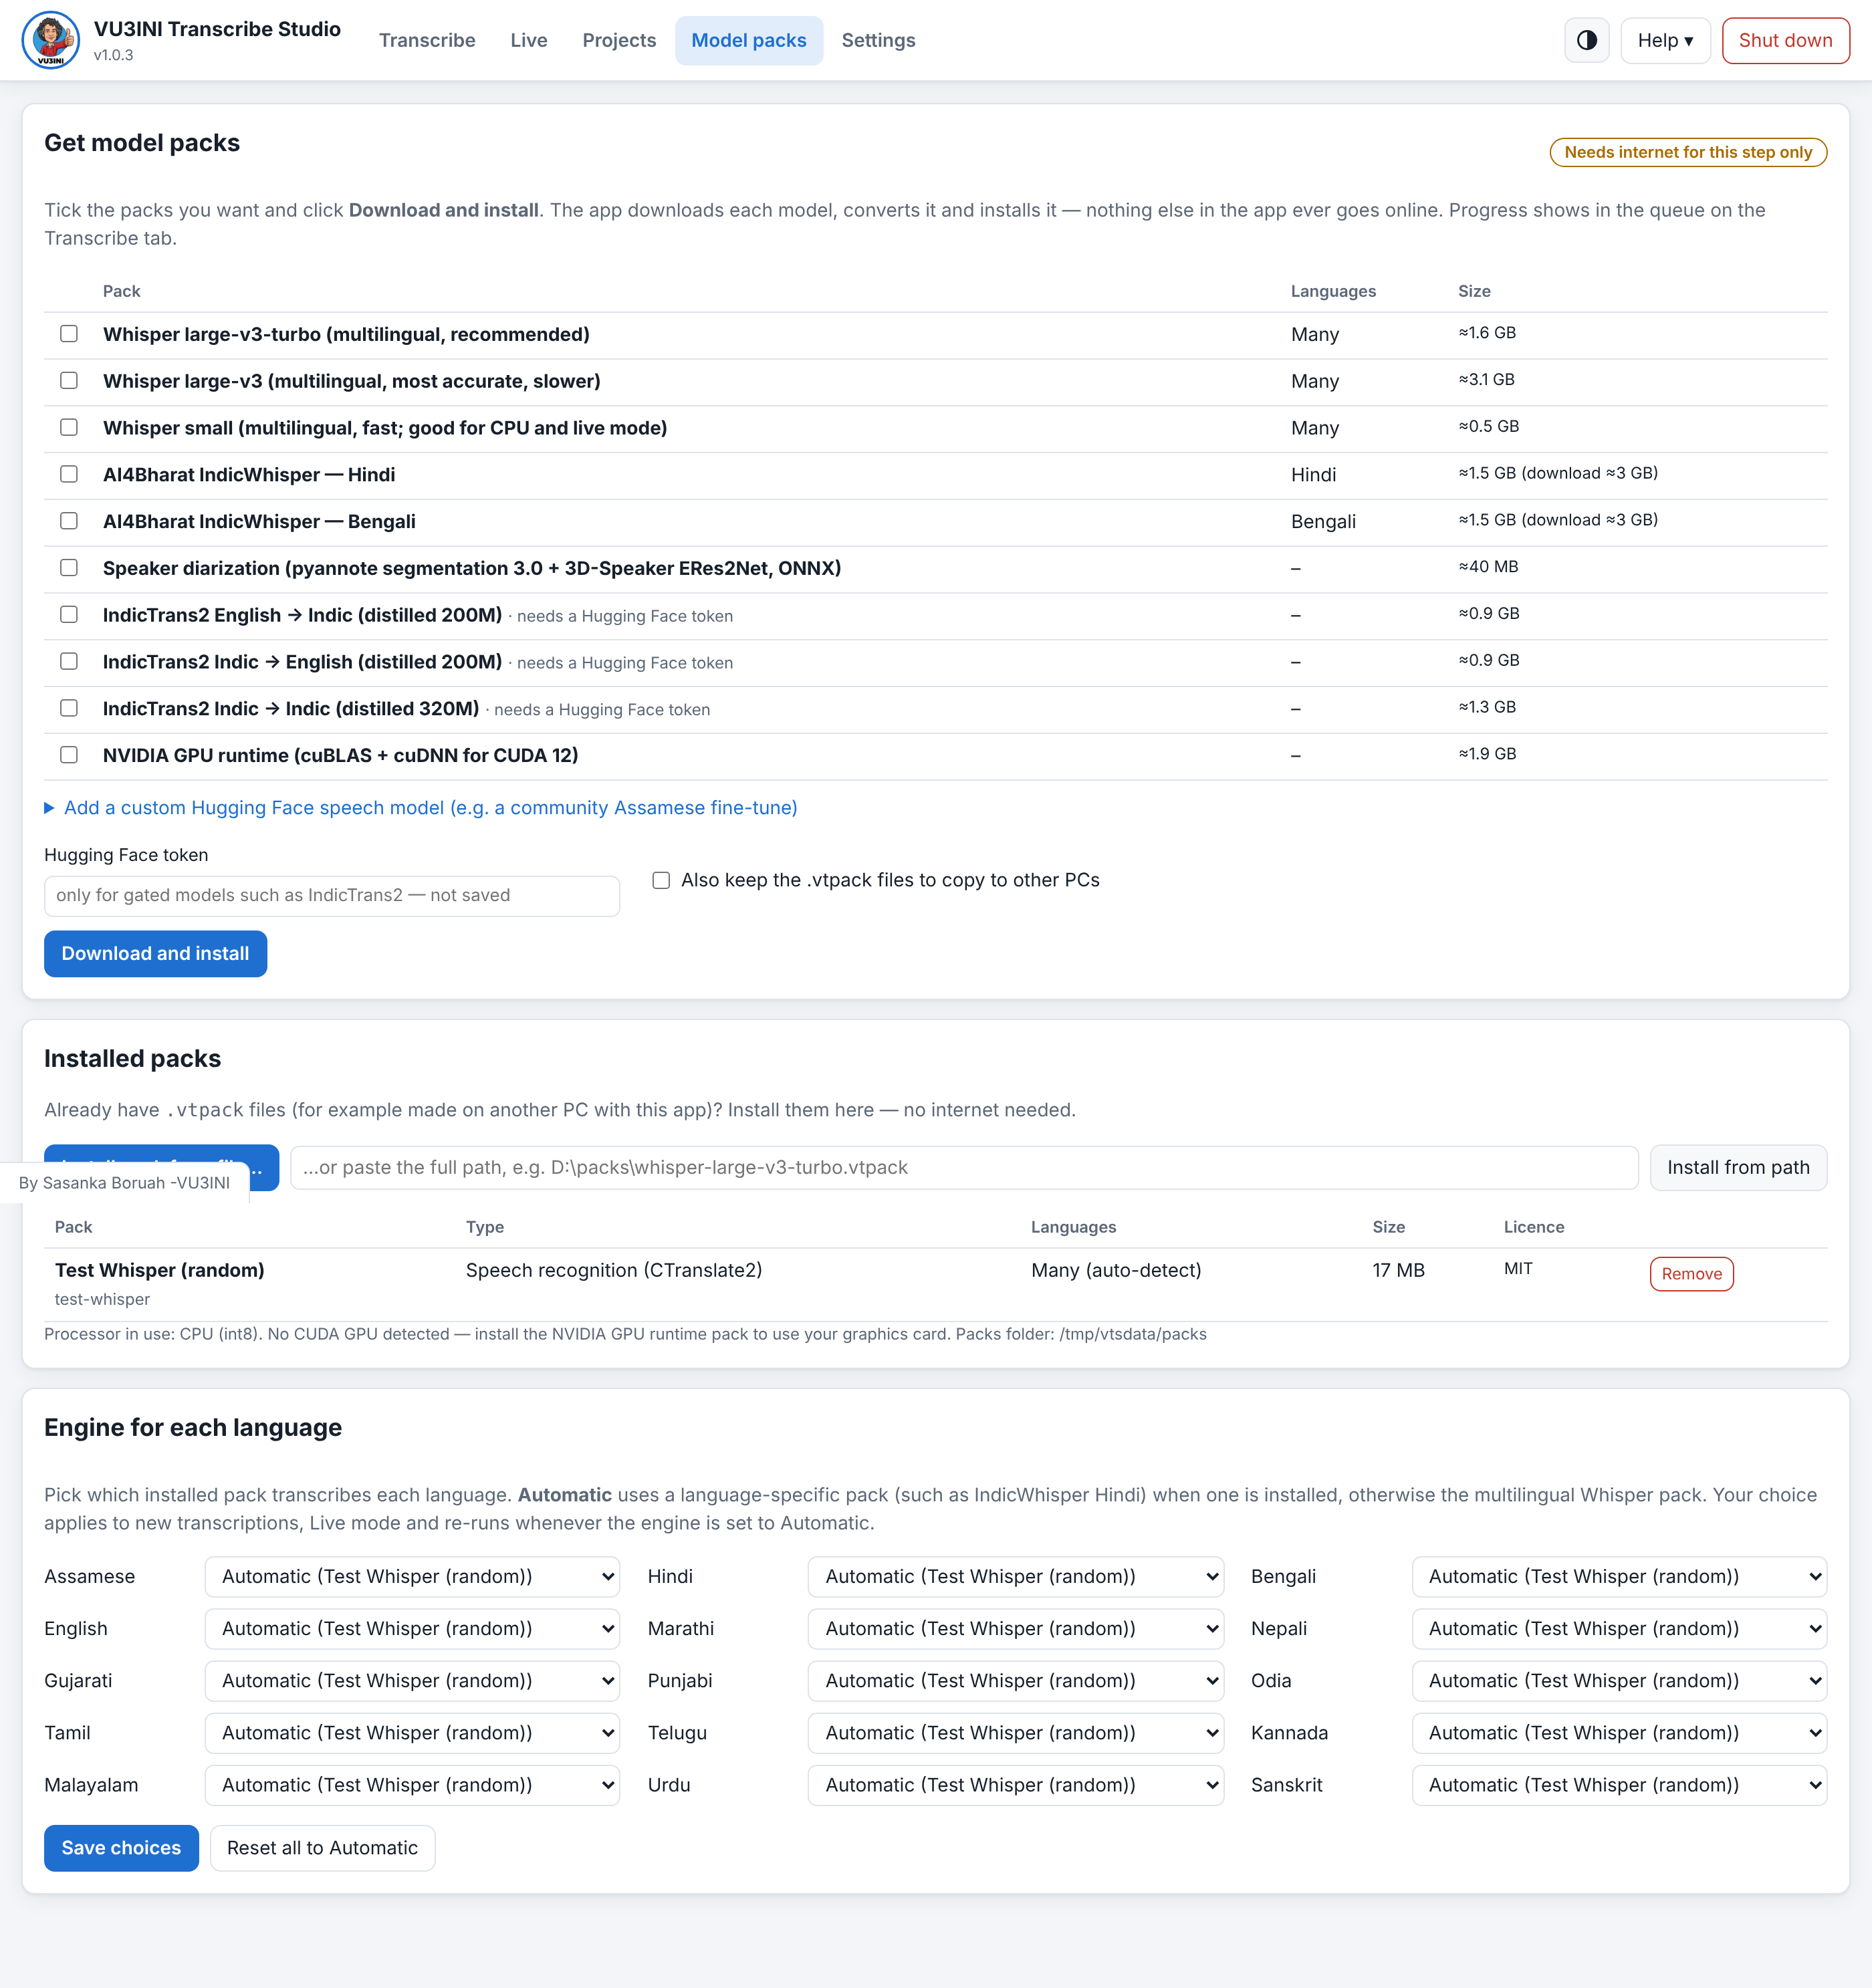 VU3INI Transcribe Studio
v1.0.3
VU3INI
Transcribe Live Projects Model packs Settings
Help ▾ Shut down
Get model packs
Needs internet for this step only
Tick the packs you want and click Download and install. The app downloads each model, converts it and installs it — nothing else in the app ever goes online. Progress shows in the queue on the
Transcribe tab.
Pack Languages Size
Whisper large-v3-turbo (multilingual, recommended) Many ≈1.6 GB
Whisper large-v3 (multilingual, most accurate, slower) Many ≈3.1 GB
Whisper small (multilingual, fast; good for CPU and live mode) Many ≈0.5 GB
AI4Bharat IndicWhisper — Hindi Hindi ≈1.5 GB (download ≈3 GB)
AI4Bharat IndicWhisper — Bengali Bengali ≈1.5 GB (download ≈3 GB)
Speaker diarization (pyannote segmentation 3.0 + 3D-Speaker ERes2Net, ONNX) – ≈40 MB
IndicTrans2 English → Indic (distilled 200M) · needs a Hugging Face token – ≈0.9 GB
IndicTrans2 Indic → English (distilled 200M) · needs a Hugging Face token – ≈0.9 GB
IndicTrans2 Indic → Indic (distilled 320M) · needs a Hugging Face token – ≈1.3 GB
NVIDIA GPU runtime (cuBLAS + cuDNN for CUDA 12) – ≈1.9 GB
▶ Add a custom Hugging Face speech model (e.g. a community Assamese fine-tune)
Hugging Face token
only for gated models such as IndicTrans2 — not saved
Also keep the .vtpack files to copy to other PCs
Download and install
Installed packs
Already have .vtpack files (for example made on another PC with this app)? Install them here — no internet needed.
...or paste the full path, e.g. D:\packs\whisper-large-v3-turbo.vtpack Install from path
By Sasanka Boruah -VU3INI
Pack Type Languages Size Licence
Test Whisper (random) Speech recognition (CTranslate2) Many (auto-detect) 17 MB MIT Remove
test-whisper
Processor in use: CPU (int8). No CUDA GPU detected — install the NVIDIA GPU runtime pack to use your graphics card. Packs folder: /tmp/vtsdata/packs
Engine for each language
Pick which installed pack transcribes each language. Automatic uses a language-specific pack (such as IndicWhisper Hindi) when one is installed, otherwise the multilingual Whisper pack. Your choice
applies to new transcriptions, Live mode and re-runs whenever the engine is set to Automatic.
Assamese Automatic (Test Whisper (random)) Hindi Automatic (Test Whisper (random)) Bengali Automatic (Test Whisper (random))
English Automatic (Test Whisper (random)) Marathi Automatic (Test Whisper (random)) Nepali Automatic (Test Whisper (random))
Gujarati Automatic (Test Whisper (random)) Punjabi Automatic (Test Whisper (random)) Odia Automatic (Test Whisper (random))
Tamil Automatic (Test Whisper (random)) Telugu Automatic (Test Whisper (random)) Kannada Automatic (Test Whisper (random))
Malayalam Automatic (Test Whisper (random)) Urdu Automatic (Test Whisper (random)) Sanskrit Automatic (Test Whisper (random))
Save choices Reset all to Automatic